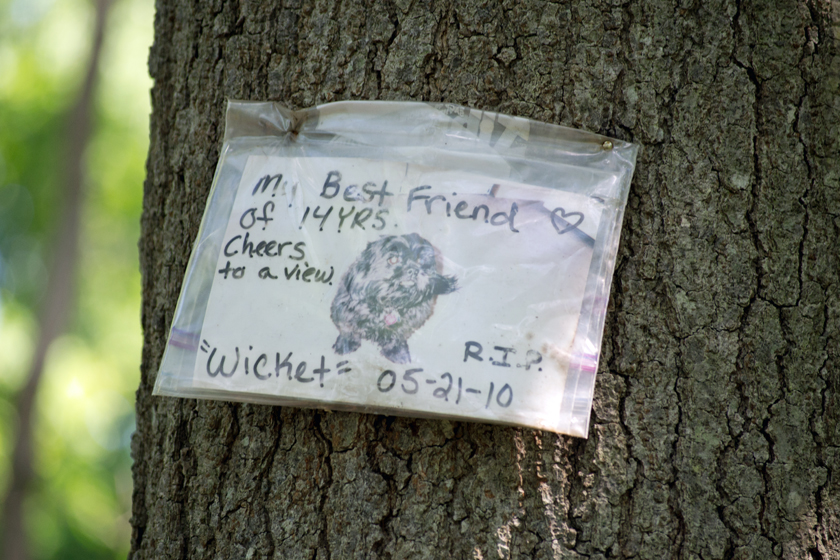 My Best Friend ♡
of 14YRS.
Cheers
to a view.
R.I.P.
"Wicket" 05-21-10